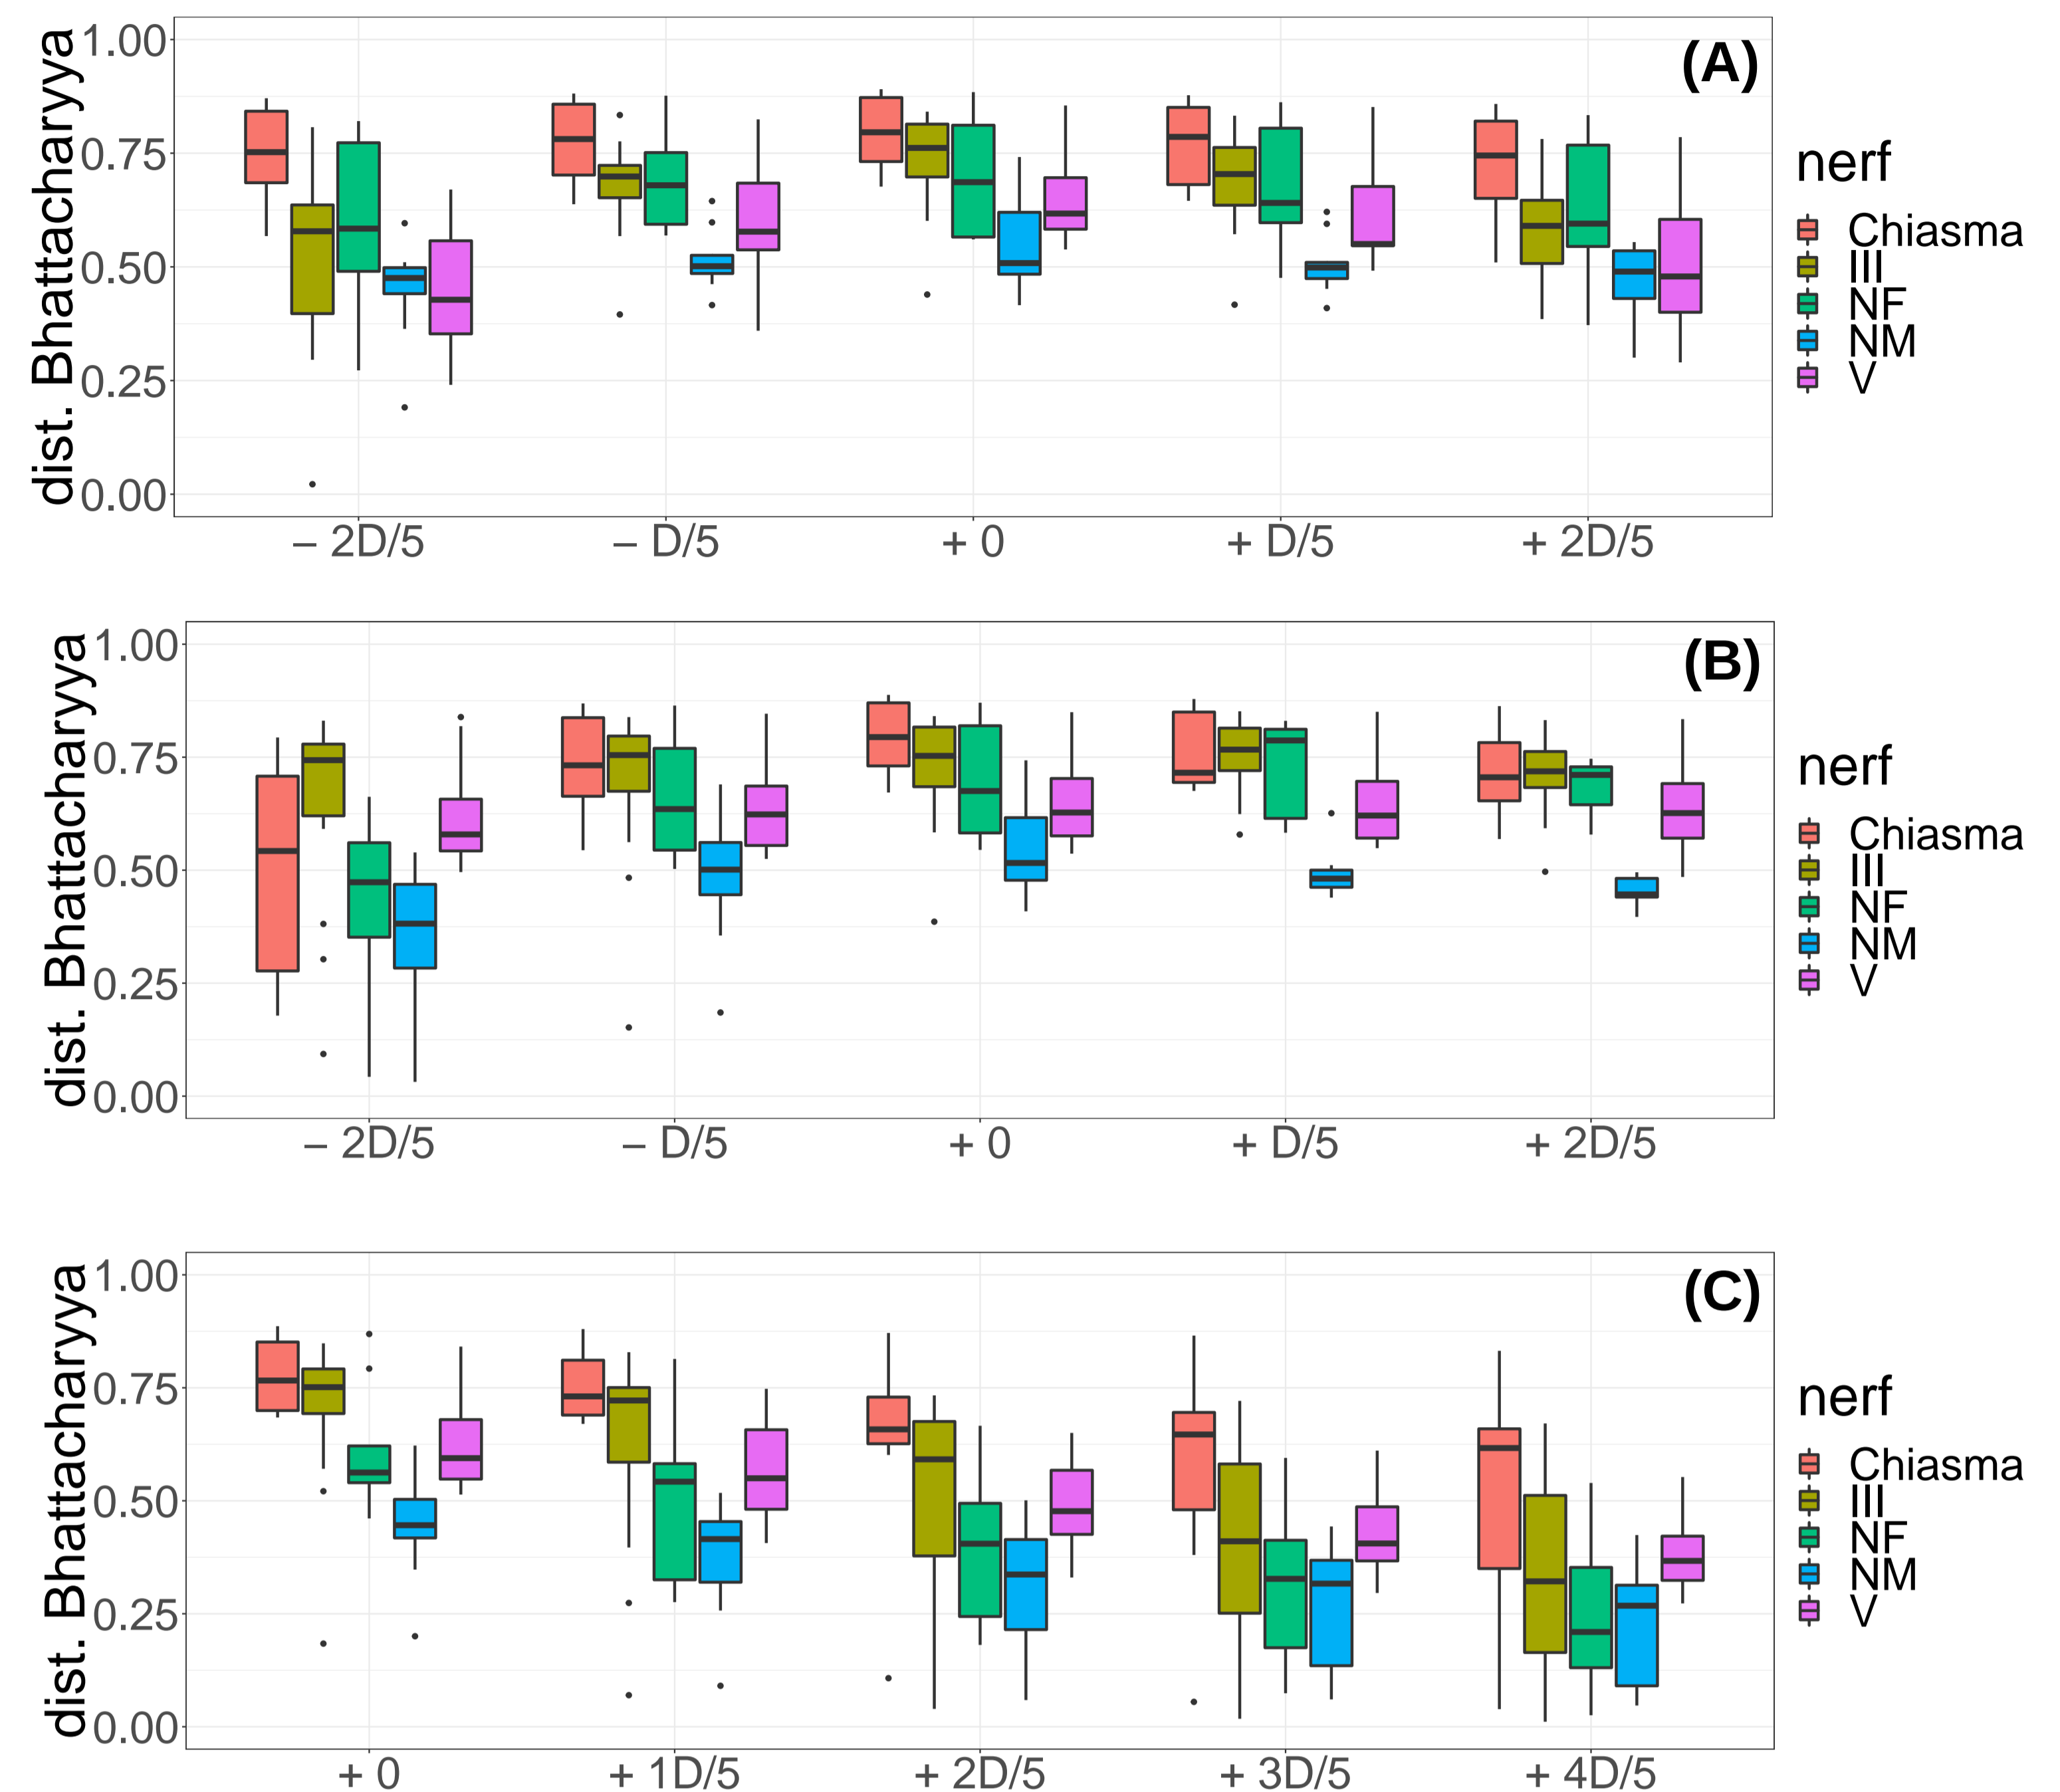 (A)
dist. Bhattacharyya
1.00
0.75
0.50
0.25
0.00
− 2D/5 − D/5 + 0 + D/5 + 2D/5
nerf
Chiasma
III
NF
NM
V
(B)
dist. Bhattacharyya
1.00
0.75
0.50
0.25
0.00
− 2D/5 − D/5 + 0 + D/5 + 2D/5
nerf
Chiasma
III
NF
NM
V
(C)
dist. Bhattacharyya
1.00
0.75
0.50
0.25
0.00
+ 0 + 1D/5 + 2D/5 + 3D/5 + 4D/5
nerf
Chiasma
III
NF
NM
V